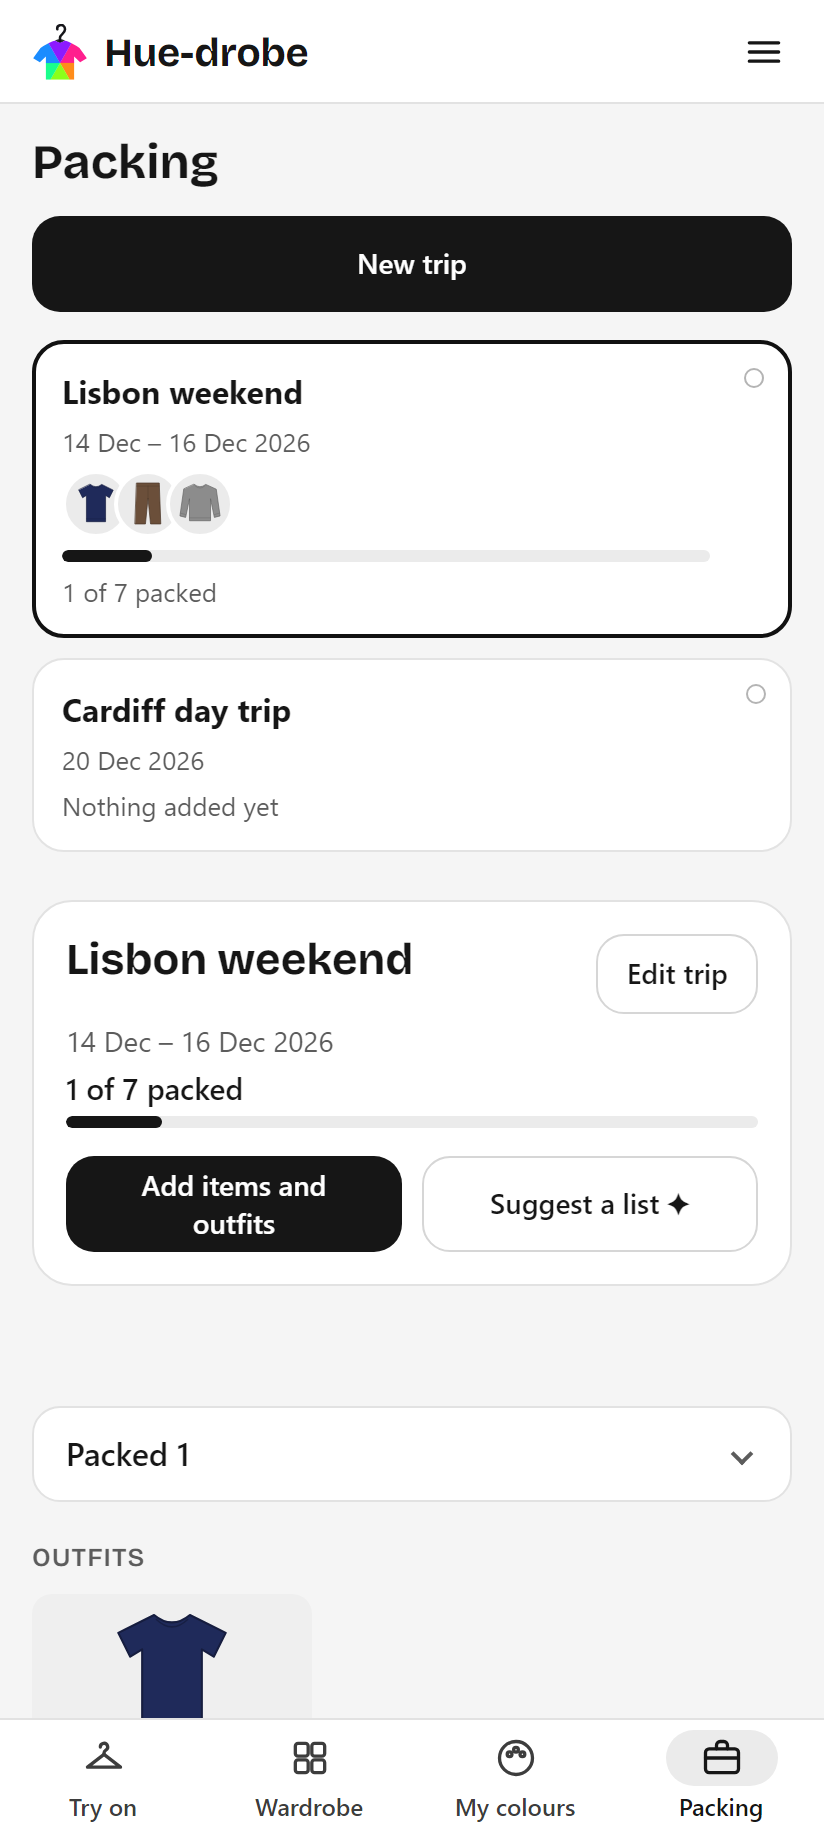 Hue-drobe
Packing
New trip
Lisbon weekend
14 Dec – 16 Dec 2026
1 of 7 packed
Cardiff day trip
20 Dec 2026
Nothing added yet
Lisbon weekend
Edit trip
14 Dec – 16 Dec 2026
1 of 7 packed
Add items and
outfits
Suggest a list ✦
Packed 1
OUTFITS
Try on
Wardrobe
My colours
Packing